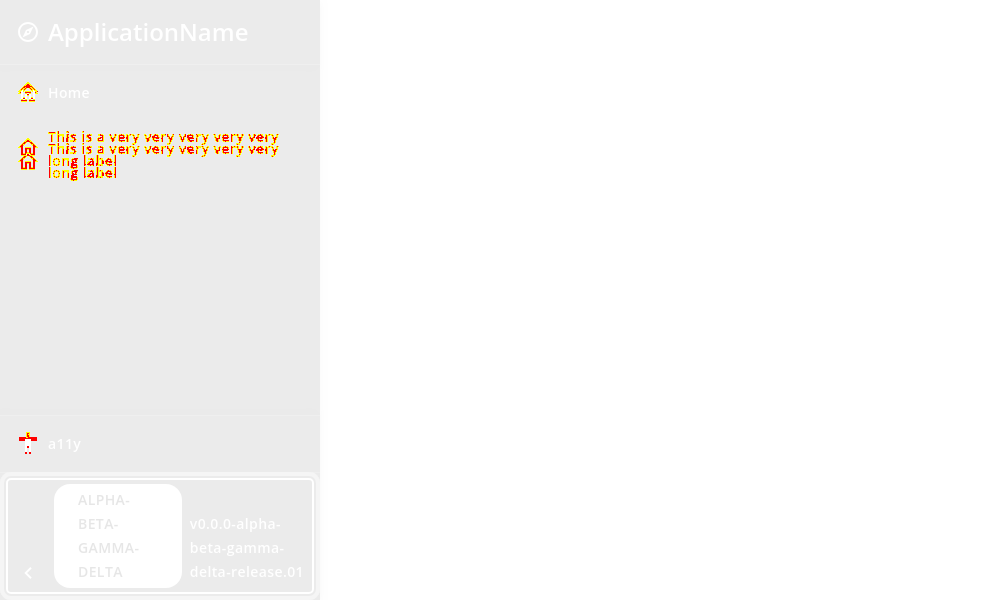 ApplicationName
Home
This is a very very very very very
This is a very very very very very
long label
long label
a11y
ALPHA-
BETA-
GAMMA-
DELTA
v0.0.0-alpha-
beta-gamma-
delta-release.01